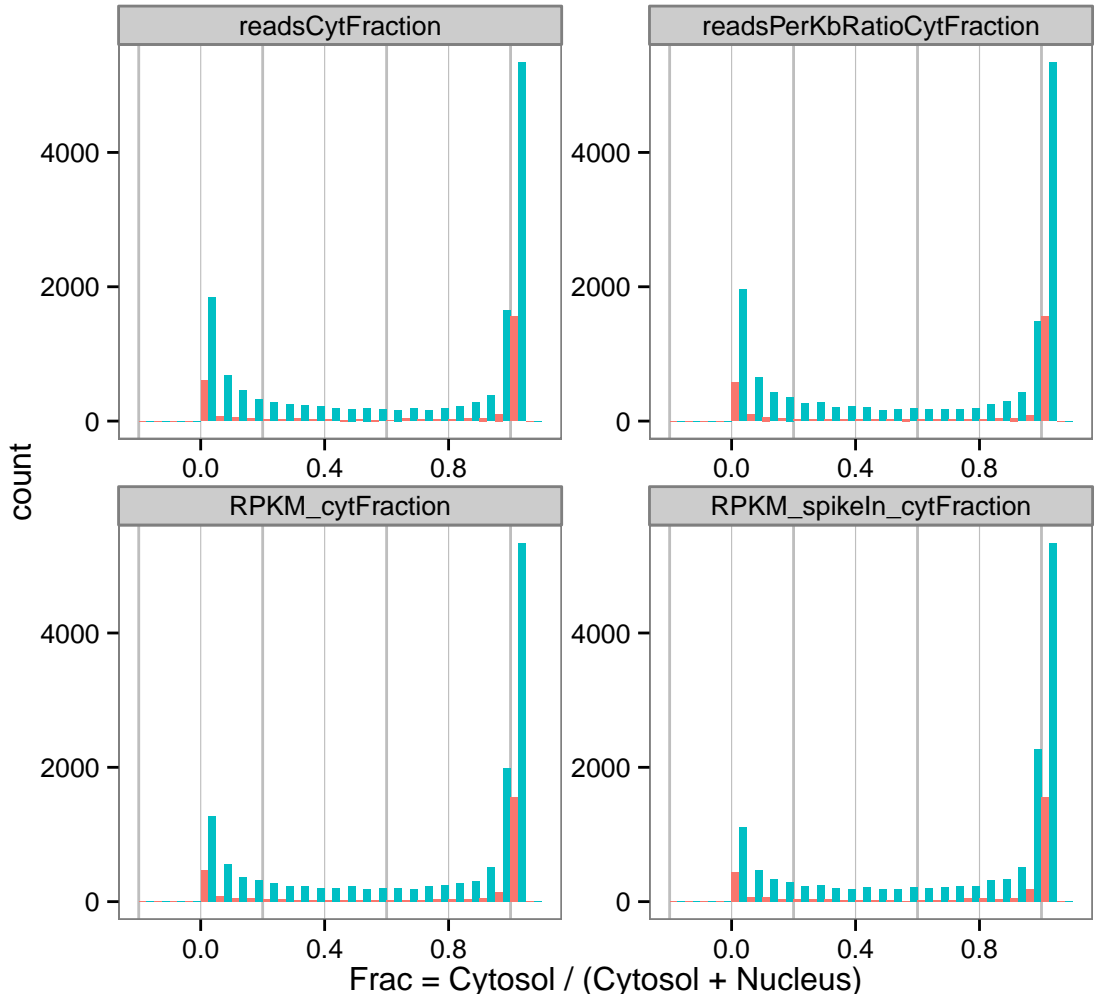 readsCytFraction
readsPerKbRatioCytFraction
4000
2000
0
0.0 0.4 0.8
4000
2000
0
0.0 0.4 0.8
count
RPKM_cytFraction
RPKM_spikeIn_cytFraction
4000
2000
0
0.0 0.4 0.8
4000
2000
0
0.0 0.4 0.8
Frac = Cytosol / (Cytosol + Nucleus)